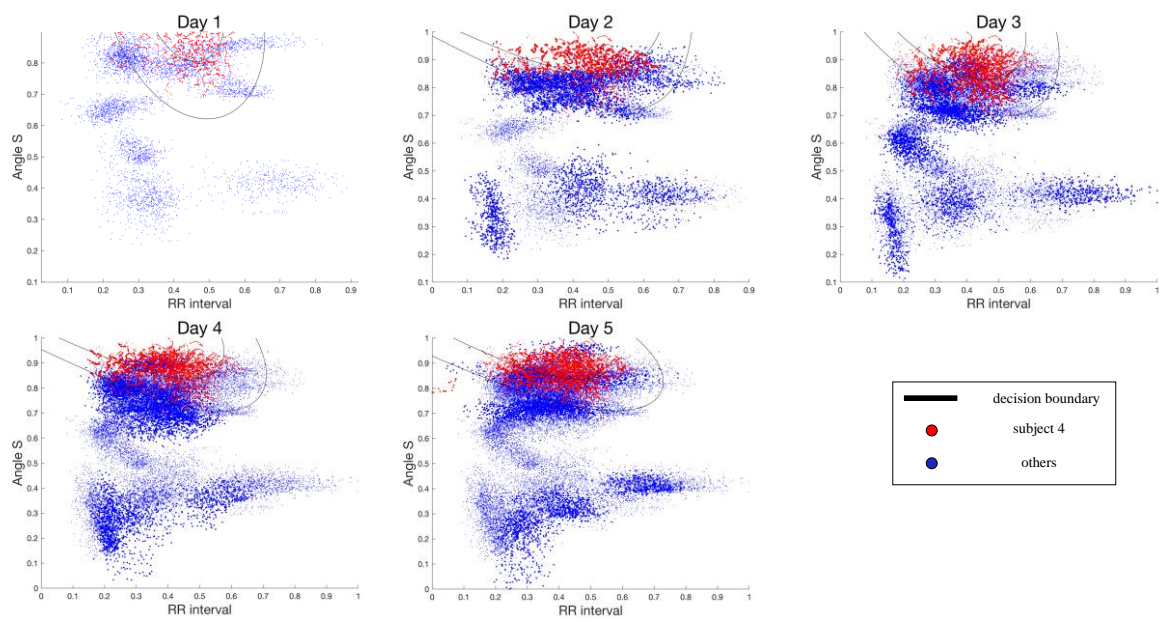 Day 1
0.8
0.7
0.6
0.5
0.4
0.3
0.2
0.1
Angle S
0.1 0.2 0.3 0.4 0.5 0.6 0.7 0.8 0.9
RR interval
Day 2
1
0.9
0.8
0.7
0.6
0.5
0.4
0.3
0.2
0.1
Angle S
0 0.1 0.2 0.3 0.4 0.5 0.6 0.7 0.8 0.9
RR interval
Day 3
1
0.9
0.8
0.7
0.6
0.5
0.4
0.3
0.2
0.1
Angle S
0 0.1 0.2 0.3 0.4 0.5 0.6 0.7 0.8 0.9 1
RR interval
Day 4
1
0.9
0.8
0.7
0.6
0.5
0.4
0.3
0.2
0.1
0
Angle S
0 0.1 0.2 0.3 0.4 0.5 0.6 0.7 0.8 0.9 1
RR interval
Day 5
1
0.9
0.8
0.7
0.6
0.5
0.4
0.3
0.2
0.1
0
Angle S
0 0.1 0.2 0.3 0.4 0.5 0.6 0.7 0.8 0.9 1
RR interval
decision boundary
subject 4
others